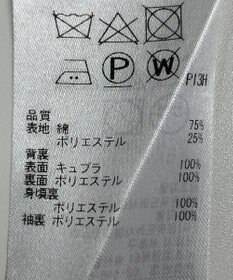 P
W
P13H
品質
表地 綿 75%
ポリエステル 25%
背裏
表面 キュプラ 100%
裏面 ポリエステル 100%
身頃裏
ポリエステル 100%
袖裏 ポリエステル 100%